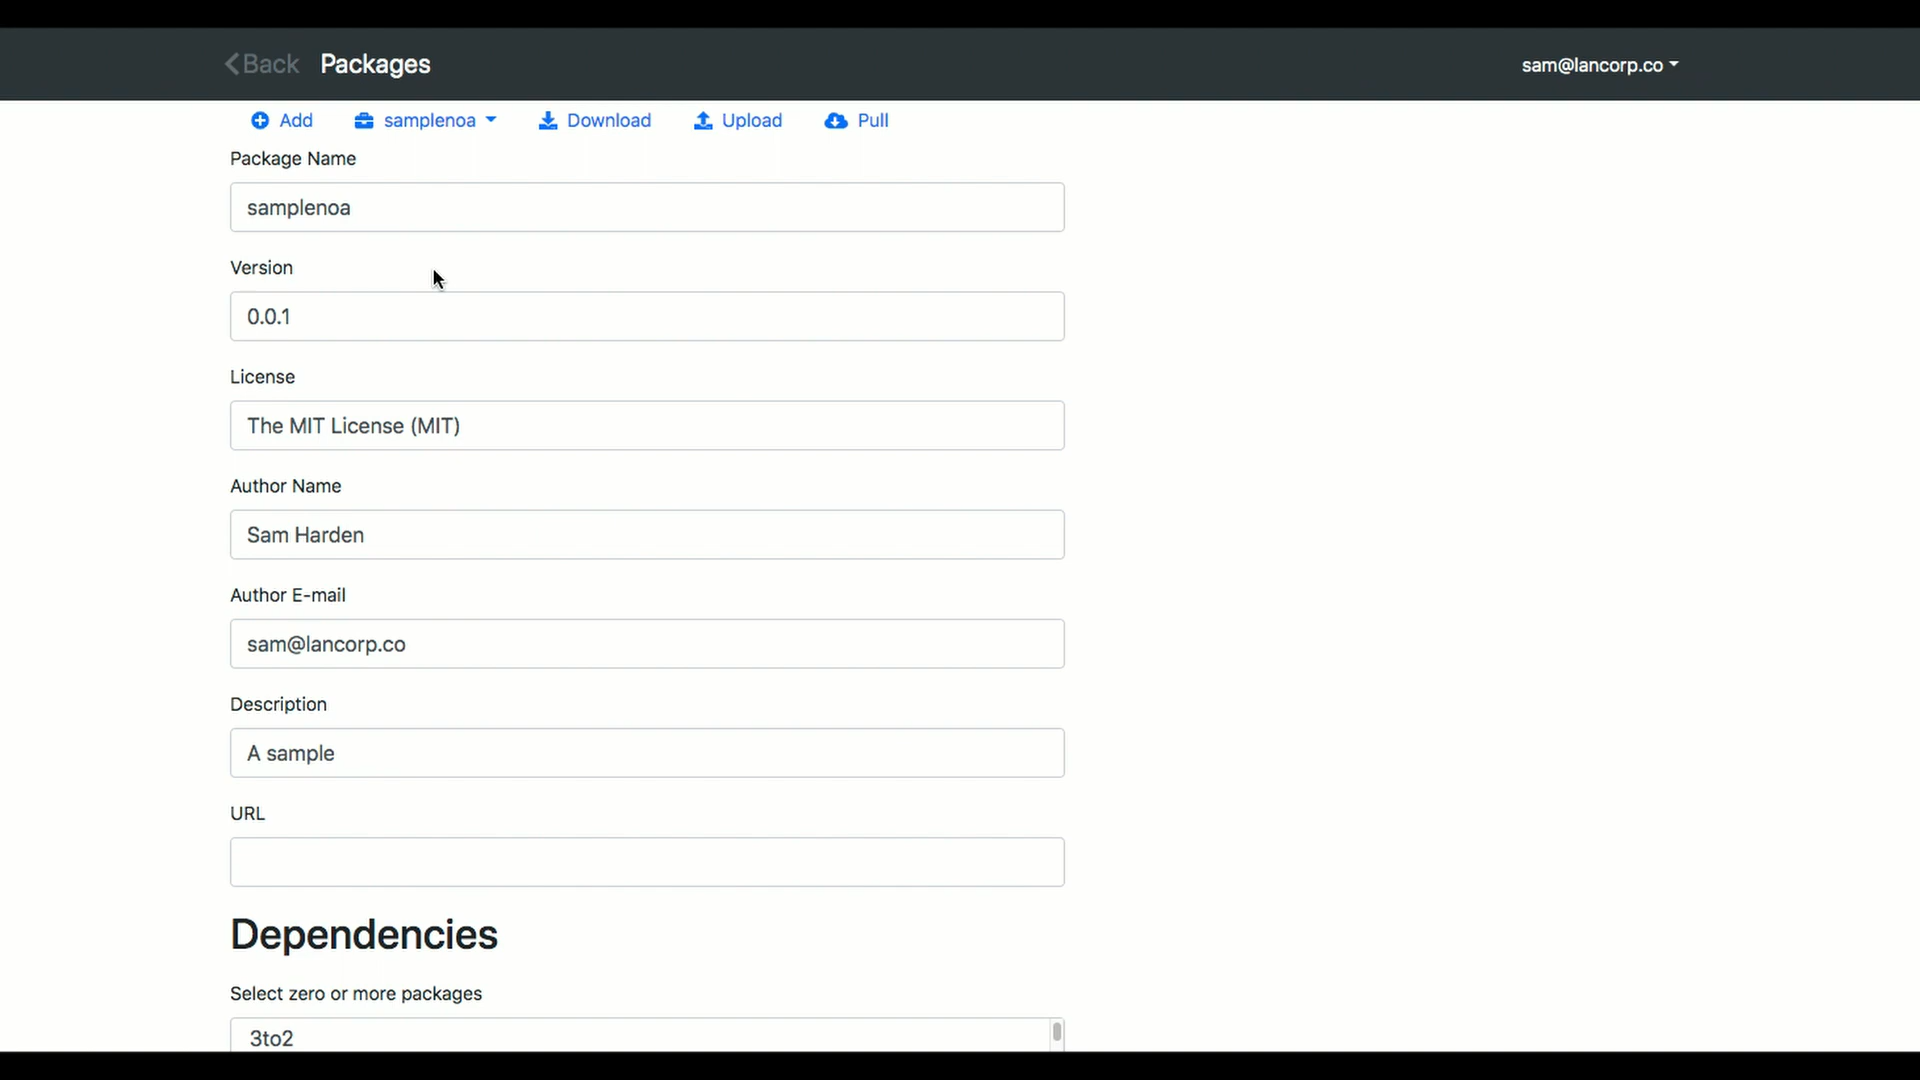 Back Packages sam@lancorp.co
Add samplenoa Download Upload Pull
Package Name
samplenoa
Version
0.0.1
License
The MIT License (MIT)
Author Name
Sam Harden
Author E-mail
sam@lancorp.co
Description
A sample
URL
Dependencies
Select zero or more packages
3to2